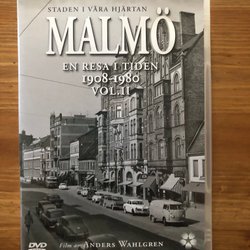 STADEN I VÅRA HJÄRTAN
MALMÖ
EN RESA I TIDEN
1908-1980
VOL.II
DVD
Film av ANDERS WAHLGREN